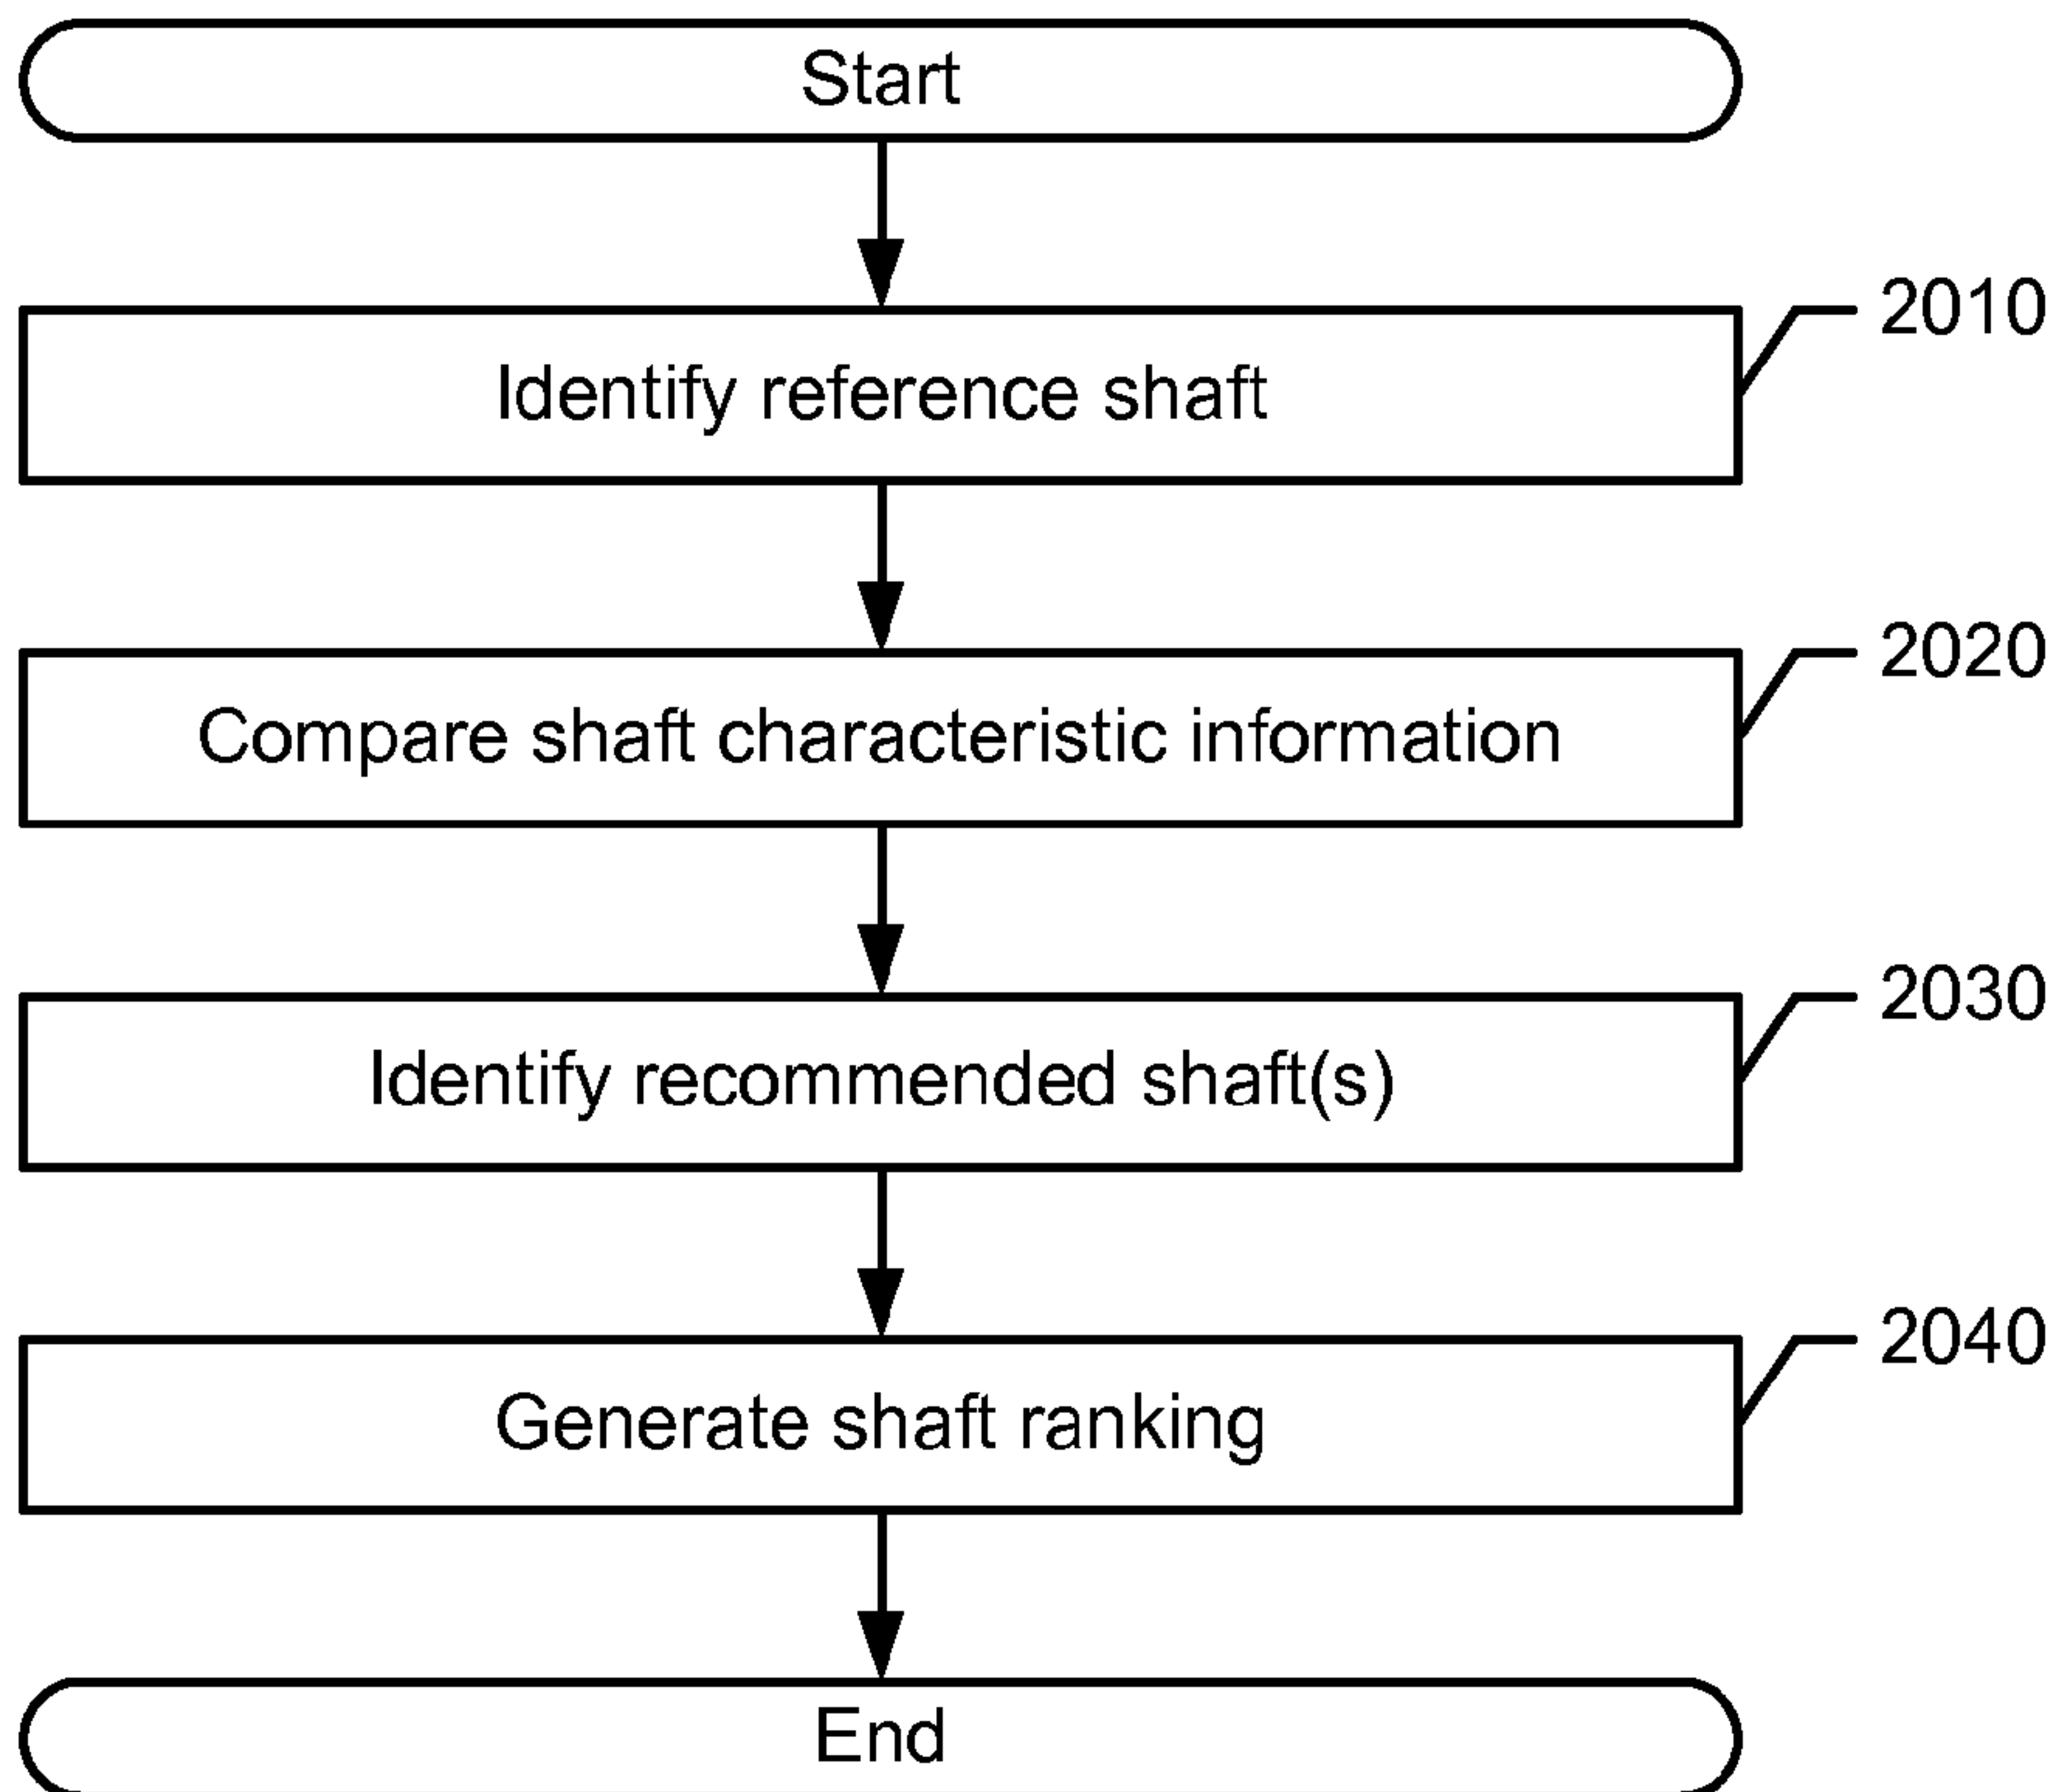 Start
2010
Identify reference shaft
2020
Compare shaft characteristic information
2030
Identify recommended shaft(s)
2040
Generate shaft ranking
End